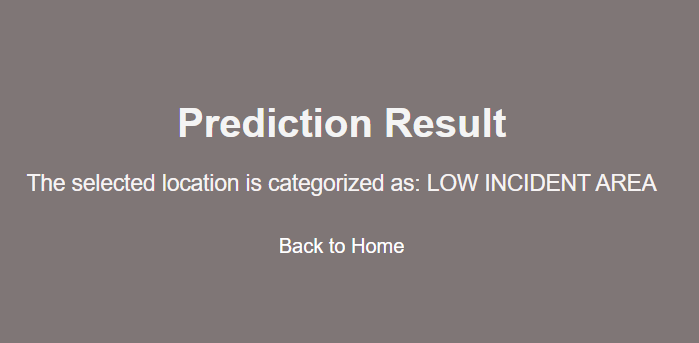 Prediction Result
The selected location is categorized as: LOW INCIDENT AREA
Back to Home